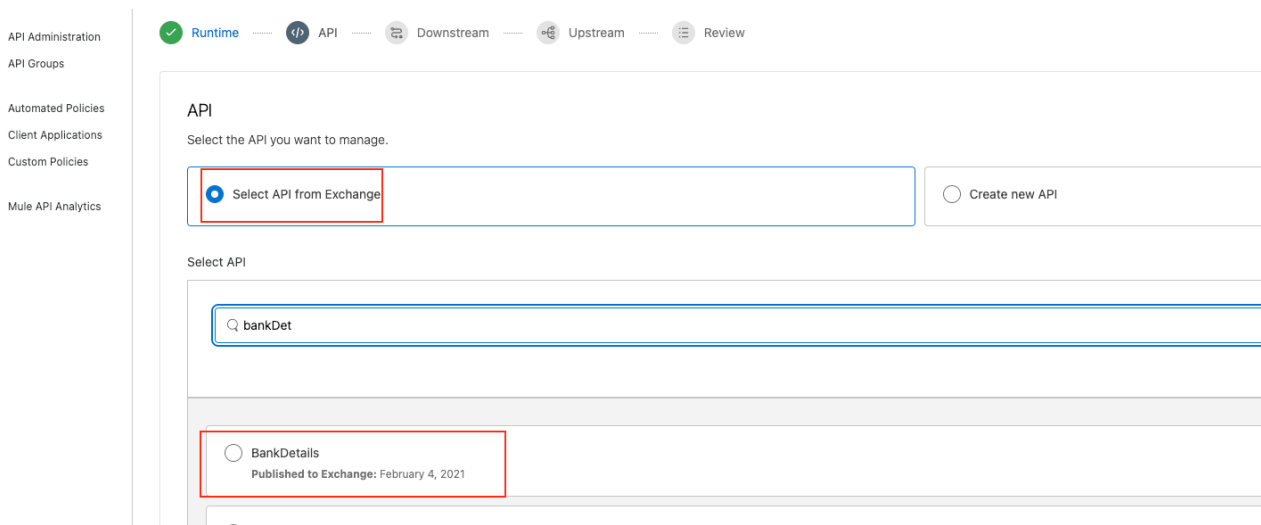 API Administration
API Groups
Automated Policies
Client Applications
Custom Policies
Mule API Analytics
Runtime
API
Downstream
Upstream
Review
API
Select the API you want to manage.
Select API from Exchange
Create new API
Select API
bankDet
BankDetails
Published to Exchange: February 4, 2021